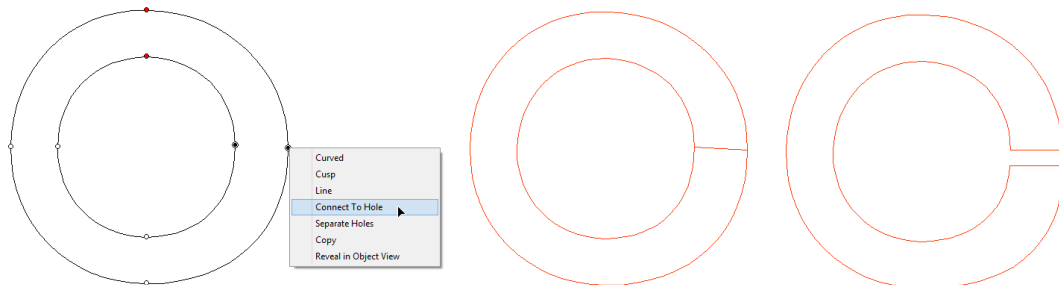 Curved
Cusp
Line
Connect To Hole
Separate Holes
Copy
Reveal in Object View